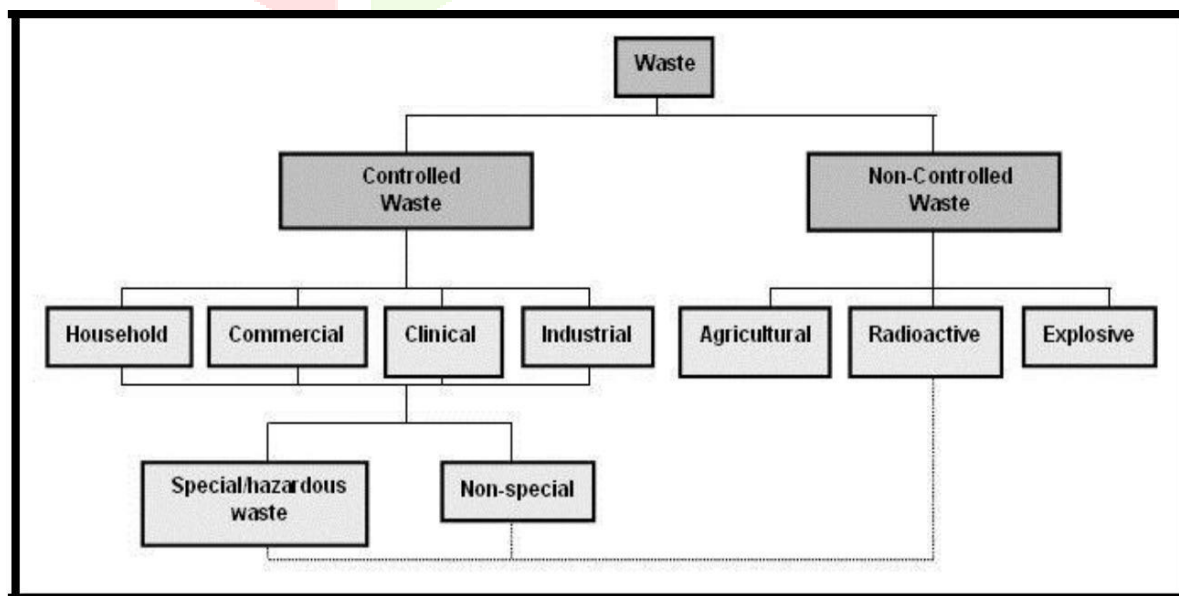 Waste
Controlled
Waste
Non-Controlled
Waste
Household
Commercial
Clinical
Industrial
Agricultural
Radioactive
Explosive
Special/hazardous
waste
Non-special